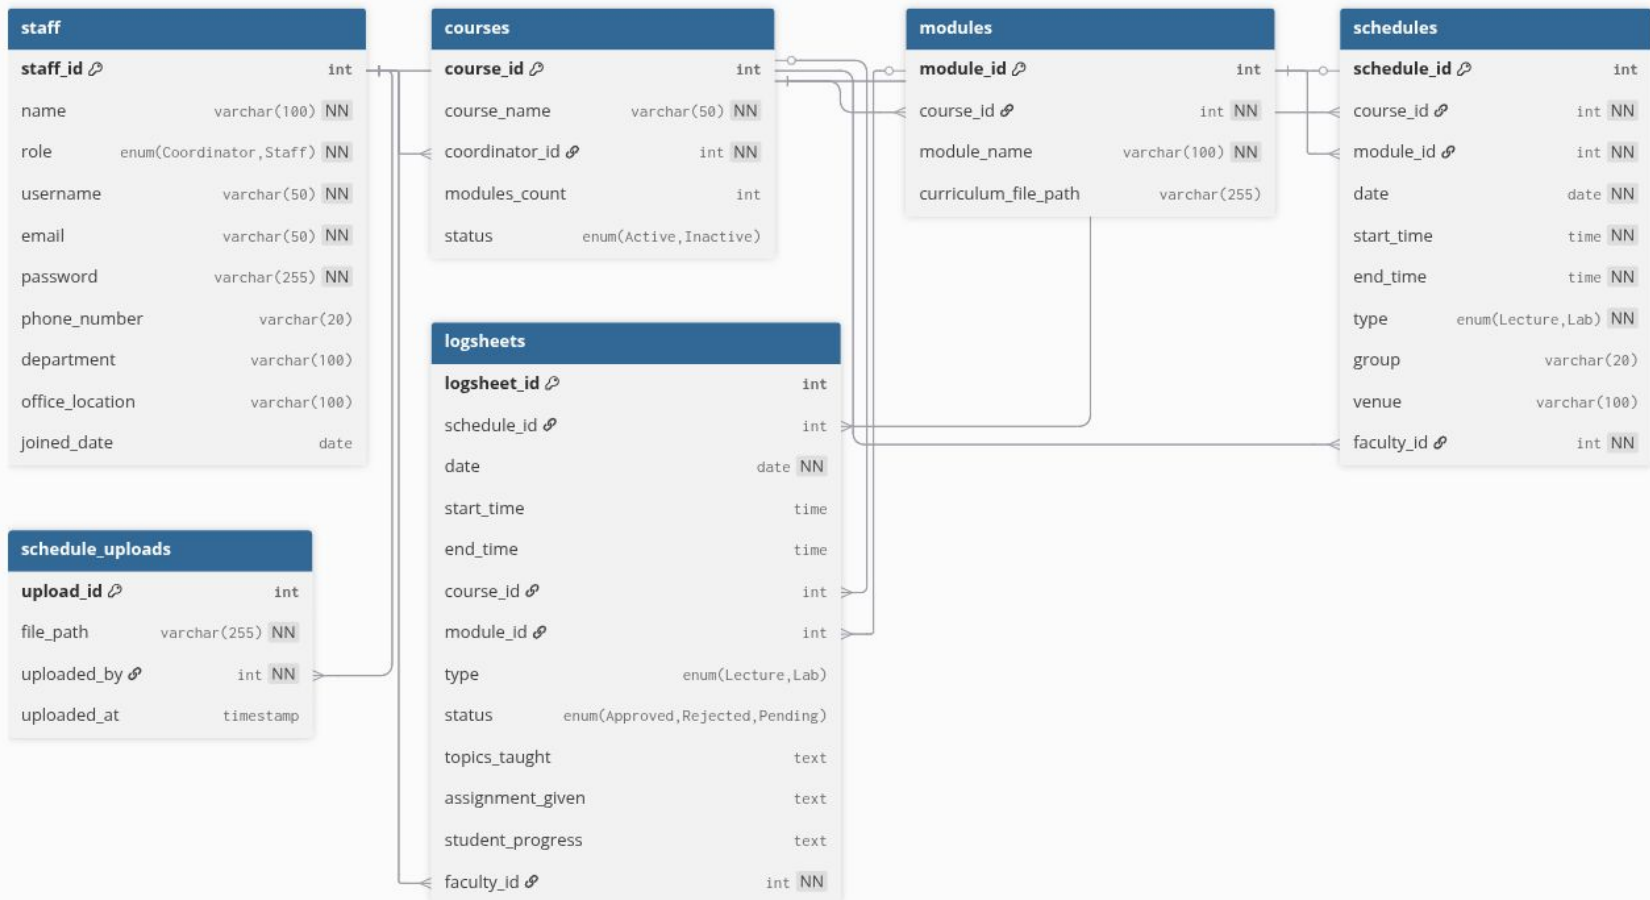 staff
staff_id int
name varchar(100) NN
role enum(Coordinator,Staff) NN
username varchar(50) NN
email varchar(50) NN
password varchar(255) NN
phone_number varchar(20)
department varchar(100)
office_location varchar(100)
joined_date date
courses
course_id int
course_name varchar(50) NN
coordinator_id int NN
modules_count int
status enum(Active,Inactive)
modules
module_id int
course_id int NN
module_name varchar(100) NN
curriculum_file_path varchar(255)
schedules
schedule_id int
course_id int NN
module_id int NN
date date NN
start_time time NN
end_time time NN
type enum(Lecture,Lab) NN
group varchar(20)
venue varchar(100)
faculty_id int NN
logsheets
logsheet_id int
schedule_id int
date date NN
start_time time
end_time time
course_id int
module_id int
type enum(Lecture,Lab)
status enum(Approved,Rejected,Pending)
topics_taught text
assignment_given text
student_progress text
faculty_id int NN
schedule_uploads
upload_id int
file_path varchar(255) NN
uploaded_by int NN
uploaded_at timestamp